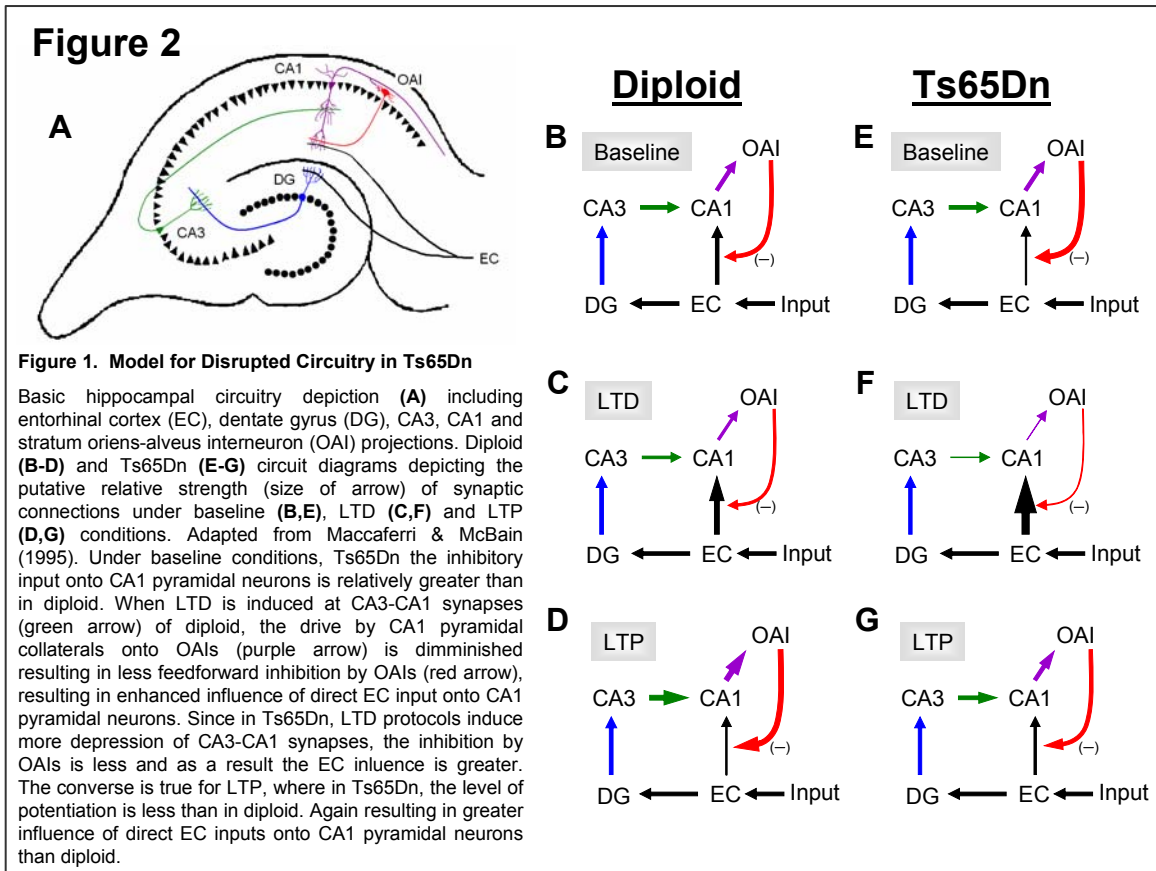 Figure 2
A
CA1
OAI
DG
CA3
EC
Figure 1. Model for Disrupted Circuitry in Ts65Dn
Basic hippocampal circuitry depiction (A) including
entorhinal cortex (EC), dentate gyrus (DG), CA3, CA1 and
stratum oriens-alveus interneuron (OAI) projections. Diploid
(B-D) and Ts65Dn (E-G) circuit diagrams depicting the
putative relative strength (size of arrow) of synaptic
connections under baseline (B,E), LTD (C,F) and LTP
(D,G) conditions. Adapted from Maccaferri & McBain
(1995). Under baseline conditions, Ts65Dn the inhibitory
input onto CA1 pyramidal neurons is relatively greater than
in diploid. When LTD is induced at CA3-CA1 synapses
(green arrow) of diploid, the drive by CA1 pyramidal
collaterals onto OAIs (purple arrow) is dimminished
resulting in less feedforward inhibition by OAIs (red arrow),
resulting in enhanced influence of direct EC input onto CA1
pyramidal neurons. Since in Ts65Dn, LTD protocols induce
more depression of CA3-CA1 synapses, the inhibition by
OAIs is less and as a result the EC inluence is greater.
The converse is true for LTP, where in Ts65Dn, the level of
potentiation is less than in diploid. Again resulting in greater
influence of direct EC inputs onto CA1 pyramidal neurons
than diploid.
Diploid
B
Baseline
OAI
CA3
CA1
(–)
DG
EC
Input
C
LTD
OAI
CA3
CA1
(–)
DG
EC
Input
D
LTP
OAI
CA3
CA1
(–)
DG
EC
Input
Ts65Dn
E
Baseline
OAI
CA3
CA1
(–)
DG
EC
Input
F
LTD
OAI
CA3
CA1
(–)
DG
EC
Input
G
LTP
OAI
CA3
CA1
(–)
DG
EC
Input